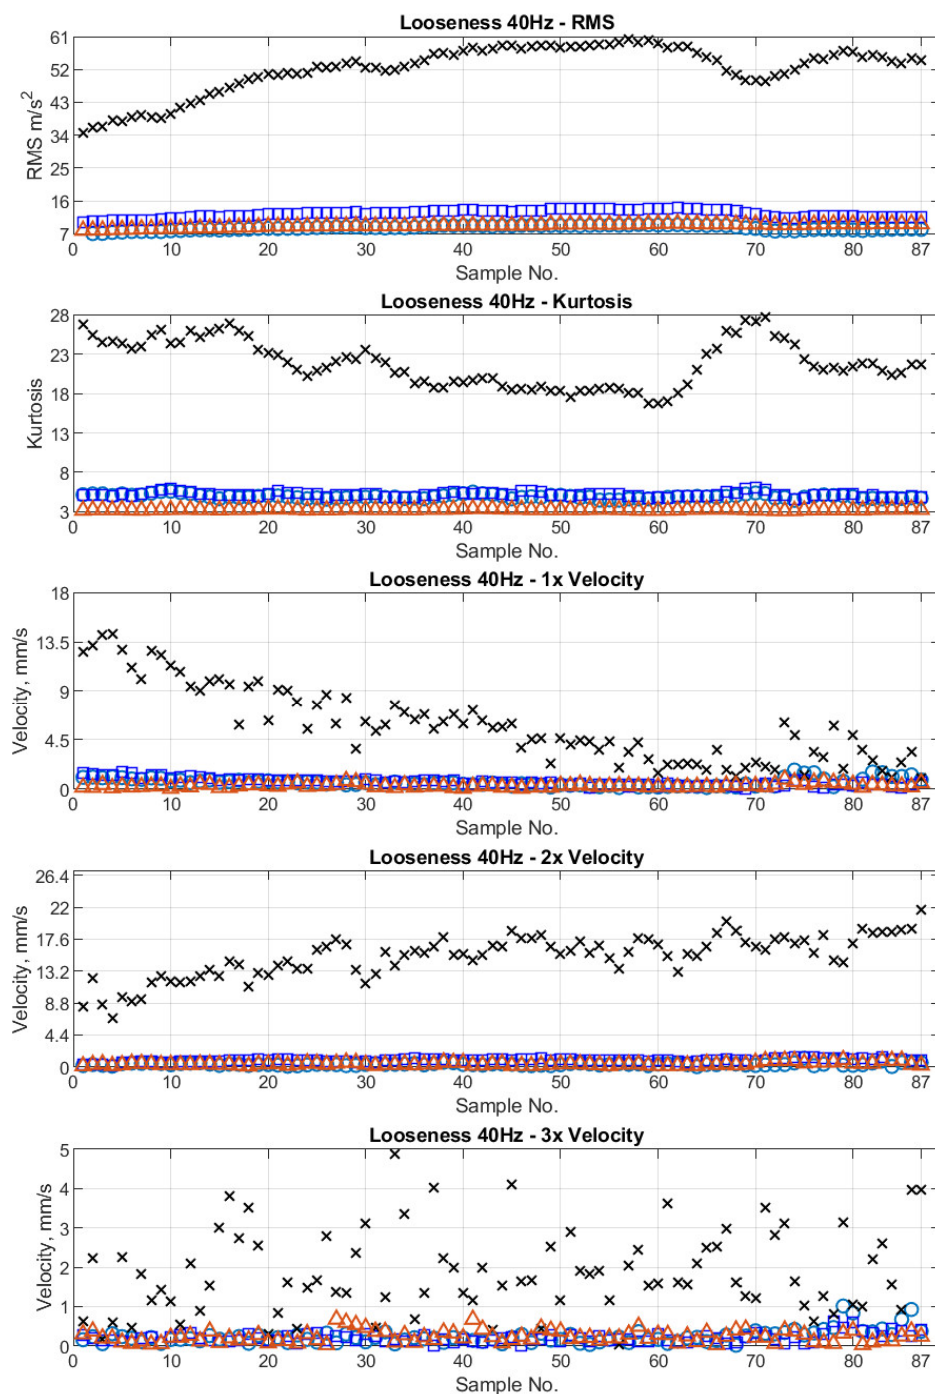 Looseness 40Hz - RMS
61
52
43
34
25
16
7
RMS m/s²
0 10 20 30 40 50 60 70 80 87
Sample No.
Looseness 40Hz - Kurtosis
28
23
18
13
8
3
Kurtosis
0 10 20 30 40 50 60 70 80 87
Sample No.
Looseness 40Hz - 1x Velocity
18
13.5
9
4.5
0
Velocity, mm/s
0 10 20 30 40 50 60 70 80 87
Sample No.
Looseness 40Hz - 2x Velocity
26.4
22
17.6
13.2
8.8
4.4
0
Velocity, mm/s
0 10 20 30 40 50 60 70 80 87
Sample No.
Looseness 40Hz - 3x Velocity
5
4
3
2
1
0
Velocity, mm/s
0 10 20 30 40 50 60 70 80 87
Sample No.